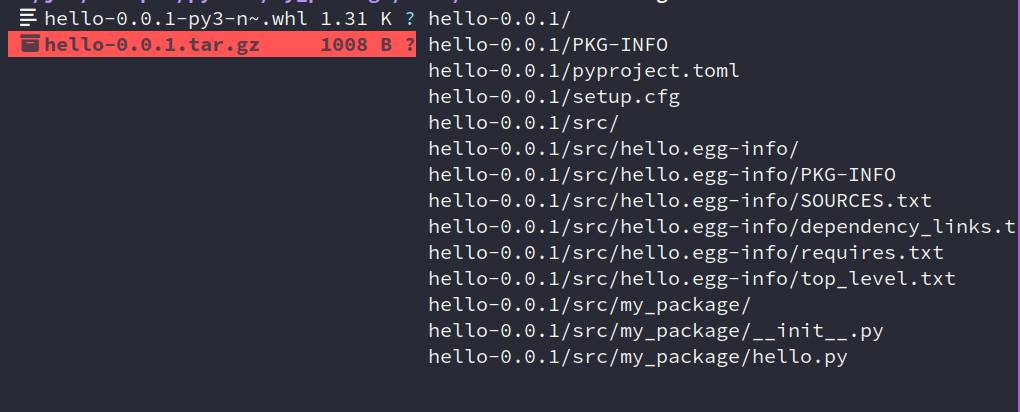 hello-0.0.1-py3-n~.whl 1.31 K ?
hello-0.0.1.tar.gz 1008 B ?
hello-0.0.1/
hello-0.0.1/PKG-INFO
hello-0.0.1/pyproject.toml
hello-0.0.1/setup.cfg
hello-0.0.1/src/
hello-0.0.1/src/hello.egg-info/
hello-0.0.1/src/hello.egg-info/PKG-INFO
hello-0.0.1/src/hello.egg-info/SOURCES.txt
hello-0.0.1/src/hello.egg-info/dependency_links.t
hello-0.0.1/src/hello.egg-info/requires.txt
hello-0.0.1/src/hello.egg-info/top_level.txt
hello-0.0.1/src/my_package/
hello-0.0.1/src/my_package/__init__.py
hello-0.0.1/src/my_package/hello.py